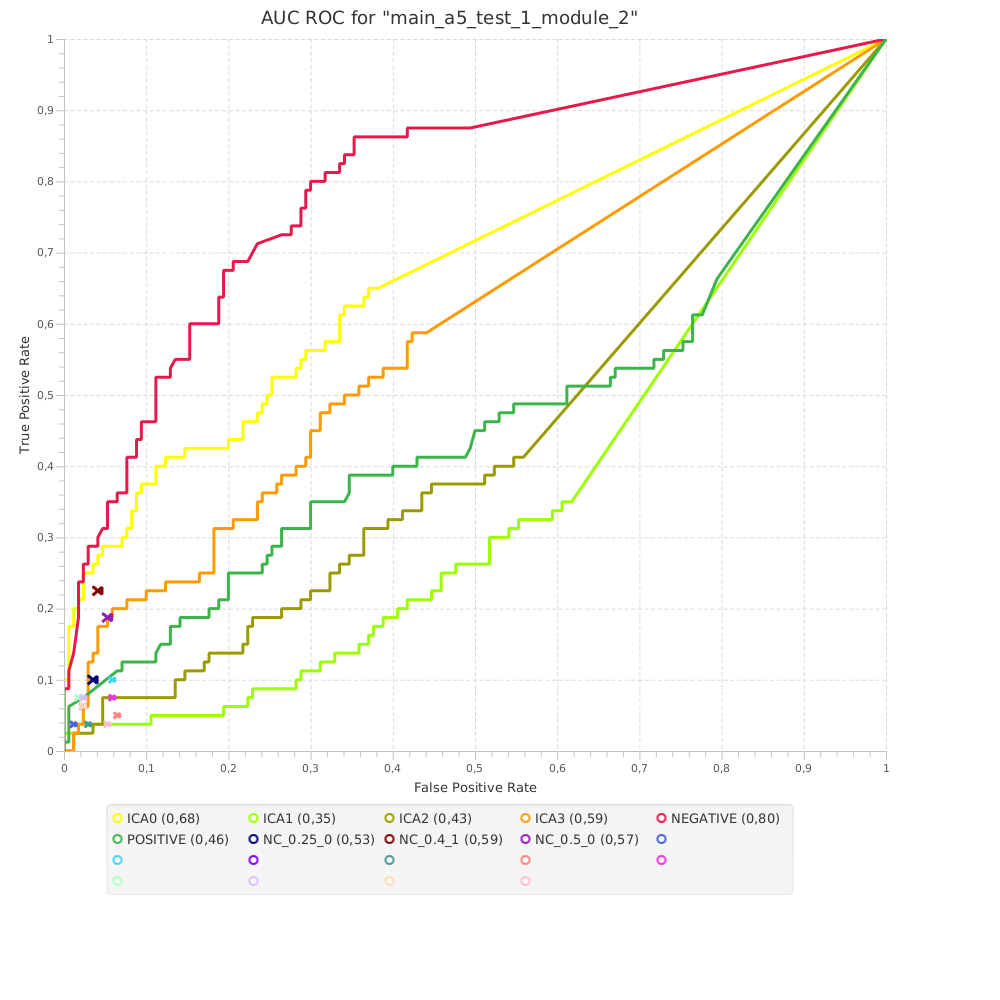 AUC ROC for "main_a5_test_1_module_2"
1
0,9
0,8
0,7
0,6
0,5
0,4
0,3
0,2
0,1
0
True Positive Rate
0 0,1 0,2 0,3 0,4 0,5 0,6 0,7 0,8 0,9 1
False Positive Rate
ICA0 (0,68) ICA1 (0,35) ICA2 (0,43) ICA3 (0,59) NEGATIVE (0,80)
POSITIVE (0,46) NC_0.25_0 (0,53) NC_0.4_1 (0,59) NC_0.5_0 (0,57)